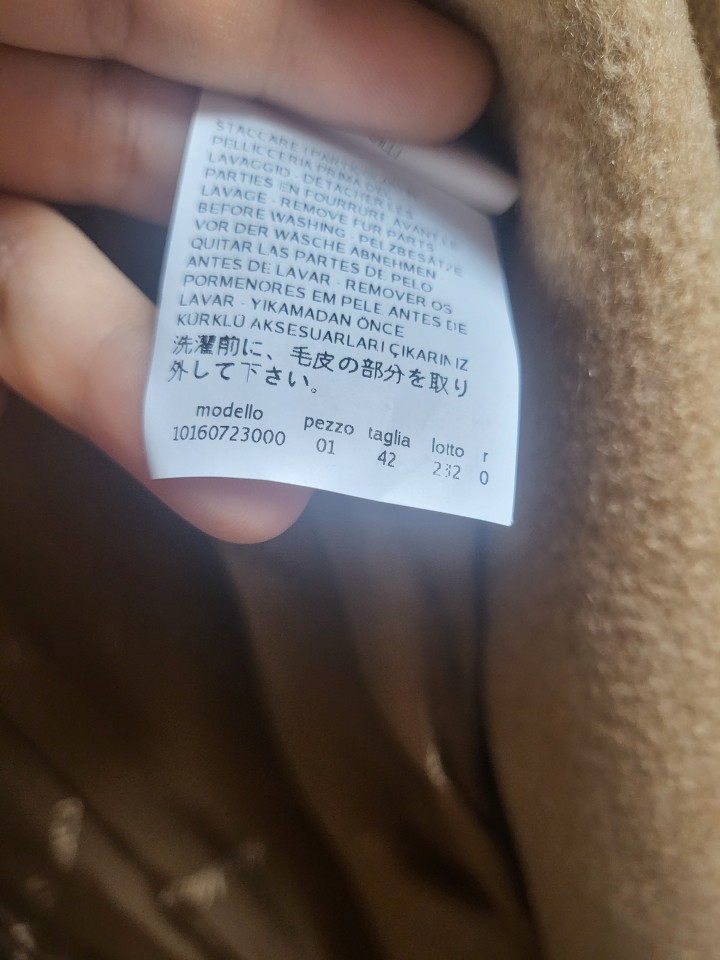 STACCARE
PELLICCERIA PRIMA DEL
LAVAGGIO - DETACHER LES
PARTIES EN FOURRURE AVANT LE
LAVAGE - REMOVE FUR PARTS
BEFORE WASHING - PELZBESÄTZE
VOR DER WÄSCHE ABNEHMEN
QUITAR LAS PARTES DE PELO
ANTES DE LAVAR - REMOVER OS
PORMENORES EM PELE ANTES DE
LAVAR - YIKAMADAN ÖNCE
KÜRKLÜ AKSESUARLARI ÇIKARINIZ
洗濯前に、毛皮の部分を取り
外して下さい。
modello pezzo taglia lotto r
10160723000 01 42 232 0